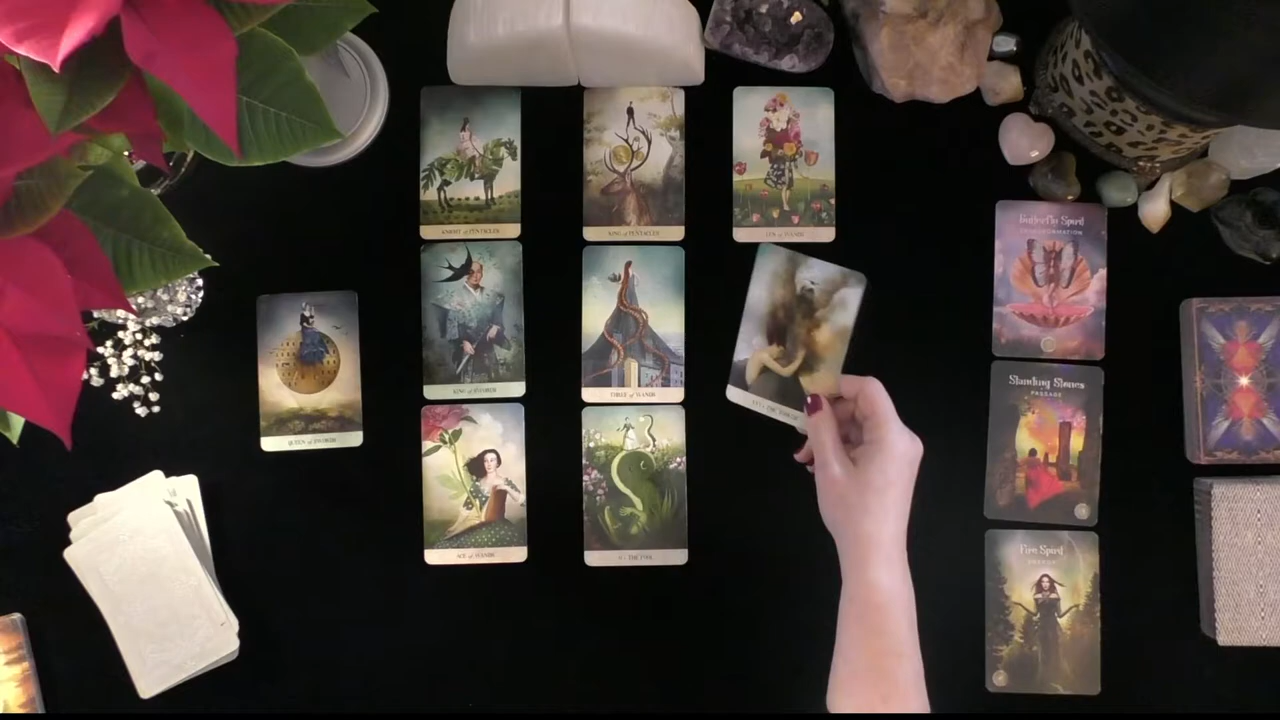 KNIGHT of PENTACLES
KING of PENTACLES
TEN of WANDS
Butterfly Spirit
TRANSFORMATION
QUEEN of SWORDS
KING of SWORDS
THREE of WANDS
Standing Stones
PASSAGE
ACE of WANDS
THE FOOL
Fire Spirit